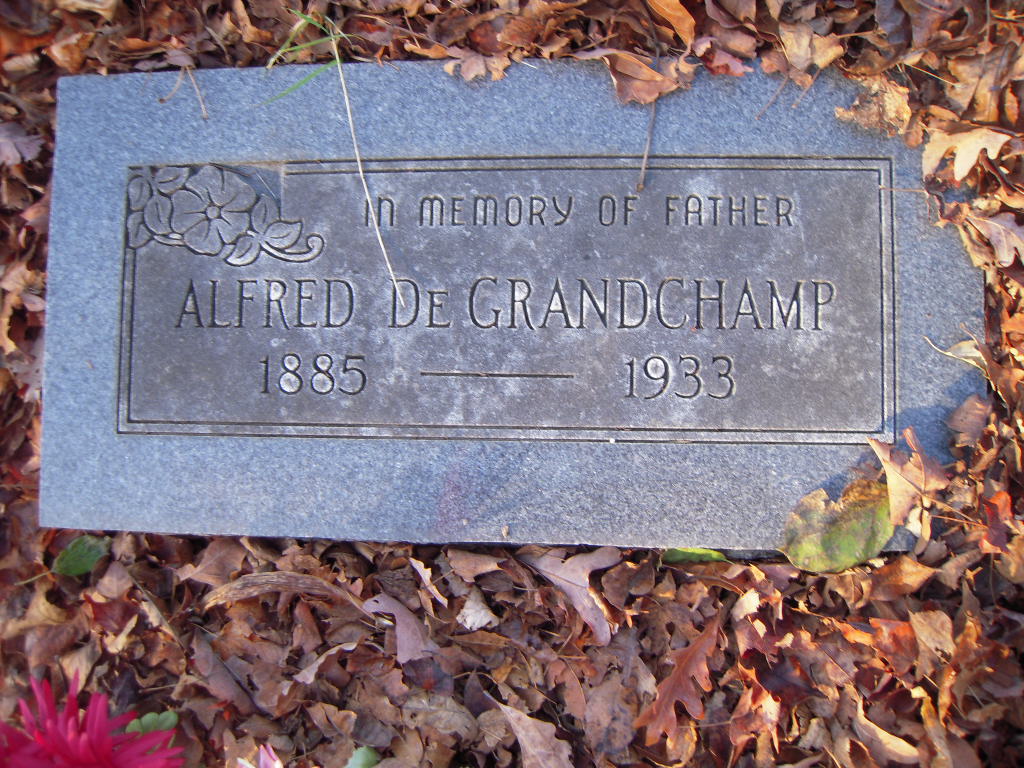 In MEMORY OF FATHER
ALFRED DE GRANDCHAMP
1885 — 1933